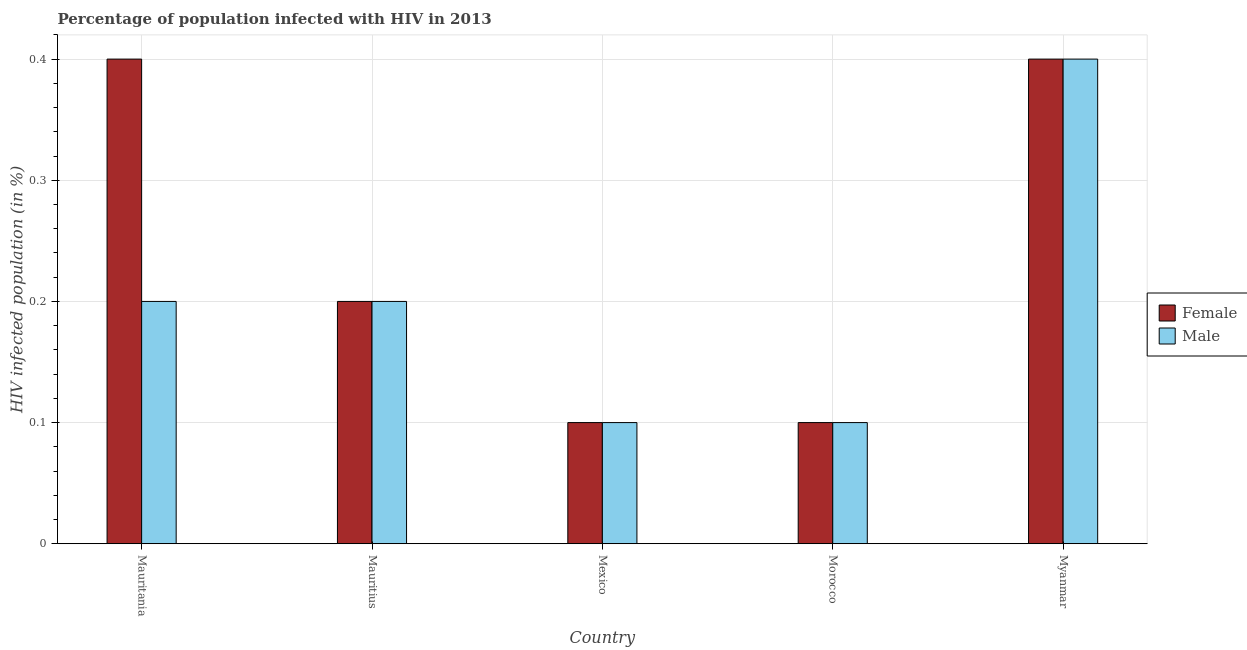 Percentage of population infected with HIV in 2013
HIV infected population (in %)
0.4
0.3
0.2
0.1
0
Mauritania
Mauritius
Mexico
Morocco
Myanmar
Country
Female
Male